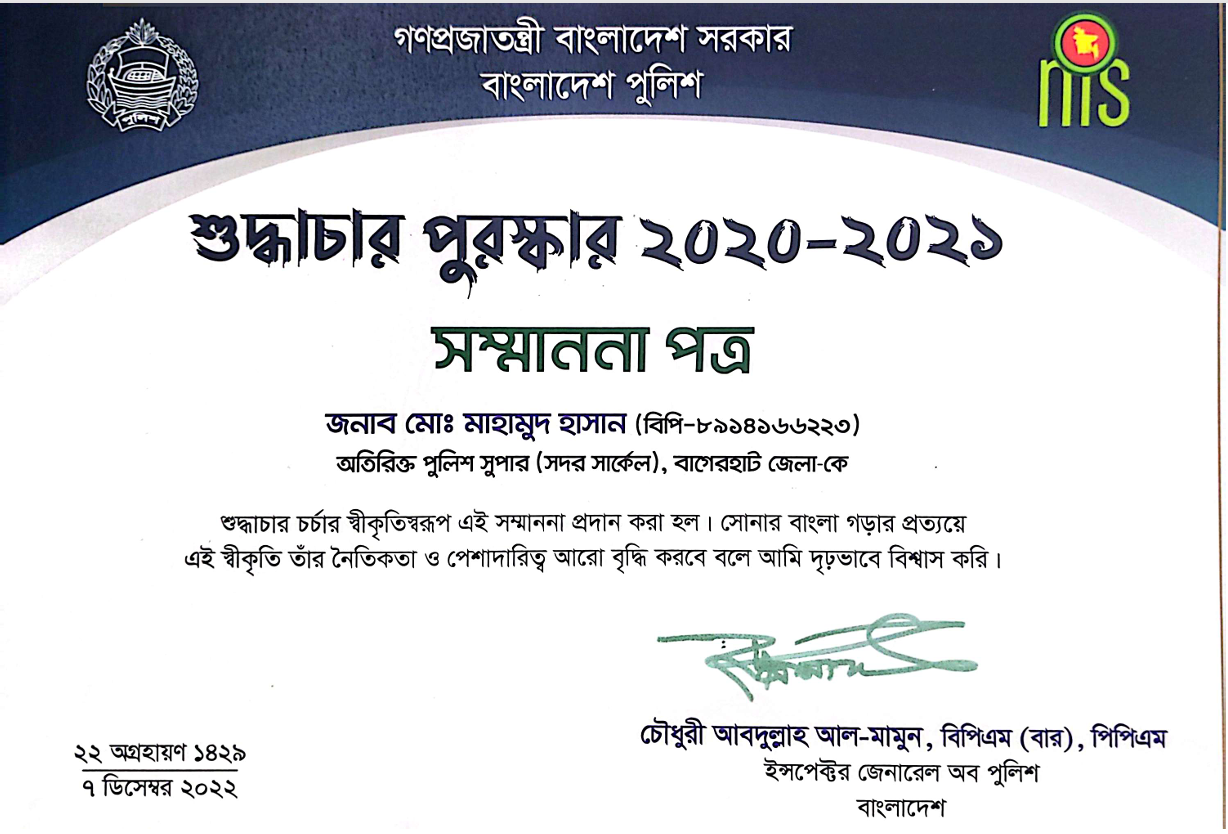 গণপ্রজাতন্ত্রী বাংলাদেশ সরকার
বাংলাদেশ পুলিশ
পুলিশ
nis
শুদ্ধাচার পুরস্কার ২০২০-২০২১
সম্মাননা পত্র
জনাব মোঃ মাহামুদ হাসান (বিপি-৮৯১৪১৬৬২২৩)
অতিরিক্ত পুলিশ সুপার (সদর সার্কেল), বাগেরহাট জেলা-কে
শুদ্ধাচার চর্চার স্বীকৃতিস্বরূপ এই সম্মাননা প্রদান করা হল। সোনার বাংলা গড়ার প্রত্যয়ে
এই স্বীকৃতি তাঁর নৈতিকতা ও পেশাদারিত্ব আরো বৃদ্ধি করবে বলে আমি দৃঢ়ভাবে বিশ্বাস করি।
চৌধুরী আবদুল্লাহ আল-মামুন, বিপিএম (বার), পিপিএম
ইন্সপেক্টর জেনারেল অব পুলিশ
বাংলাদেশ
২২ অগ্রহায়ণ ১৪২৯
৭ ডিসেম্বর ২০২২